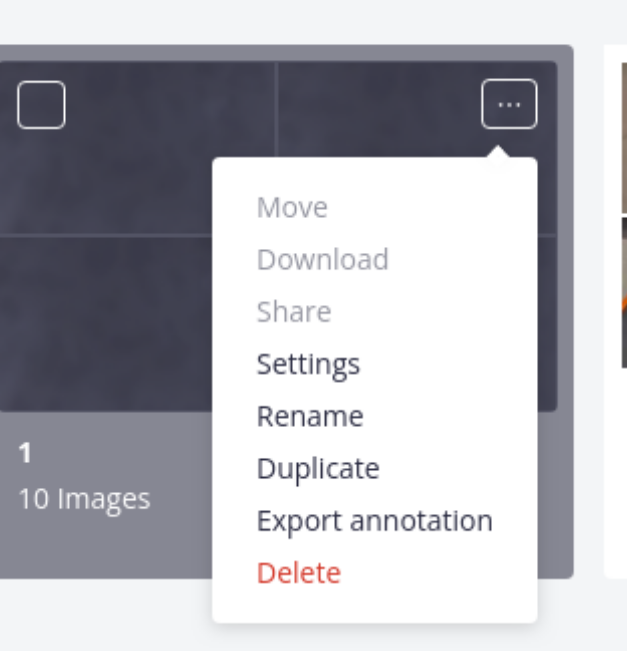 ...
Move
Download
Share
Settings
Rename
Duplicate
Export annotation
Delete
1
10 Images